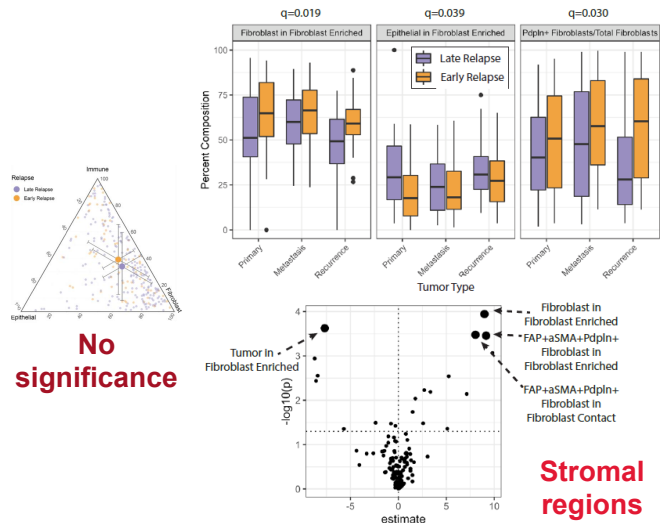 q=0.019
q=0.039
q=0.030
Fibroblast in Fibroblast Enriched
Epithelial in Fibroblast Enriched
Pdpln+ Fibroblasts/Total Fibroblasts
Late Relapse
Early Relapse
Percent Composition
100
75
50
25
0
Primary
Metastasis
Recurrence
Primary
Metastasis
Recurrence
Primary
Metastasis
Recurrence
Tumor Type
Relapse
Late Relapse
Early Relapse
Immune
Epithelial
Fibroblast
No
significance
-log10(p)
4
3
2
1
0
-5
0
5
10
estimate
Tumor In
Fibroblast Enriched
Fibroblast In
Fibroblast Enriched
FAP+aSMA+Pdpln+
Fibroblast In
Fibroblast Enriched
FAP+aSMA+Pdpln+
Fibroblast In
Fibroblast Contact
Stromal
regions